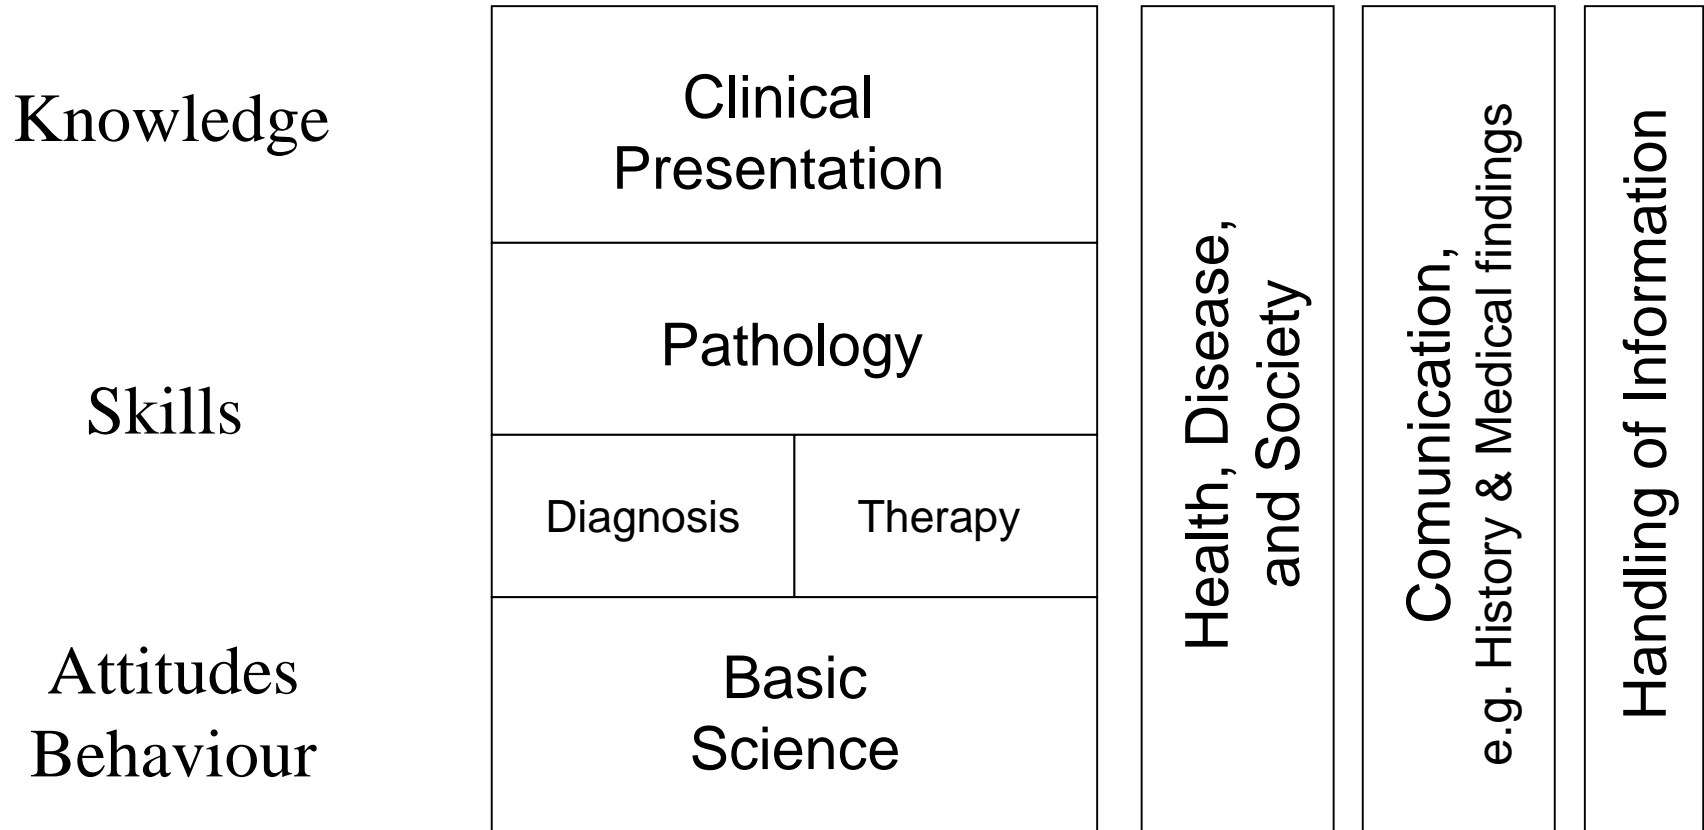 Knowledge
Skills
Attitudes
Behaviour
Clinical
Presentation
Pathology
Diagnosis
Therapy
Basic
Science
Health, Disease,
and Society
Comunication,
e.g. History & Medical findings
Handling of Information